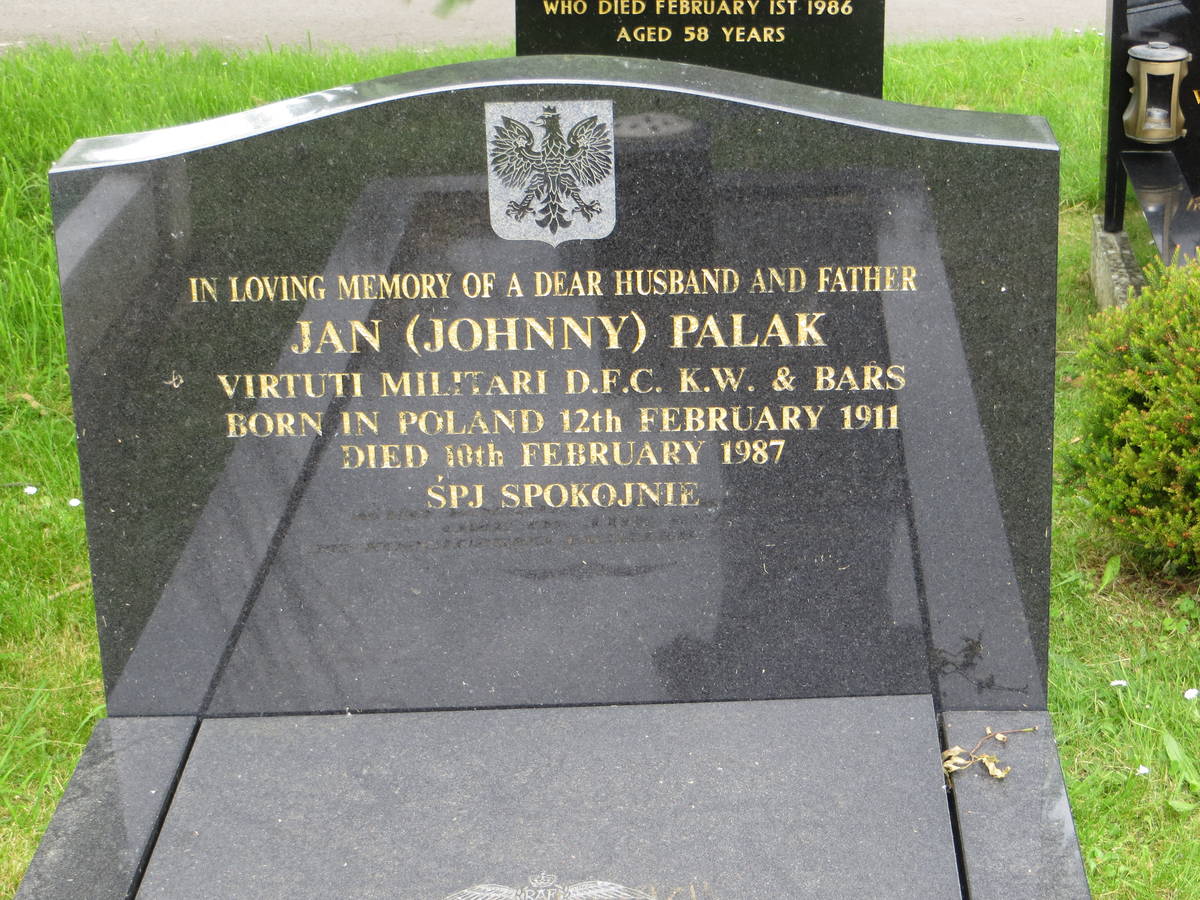 WHO DIED FEBRUARY 1ST 1986
AGED 58 YEARS
IN LOVING MEMORY OF A DEAR HUSBAND AND FATHER
JAN (JOHNNY) PALAK
VIRTUTI MILITARI D.F.C. K.W. & BARS
BORN IN POLAND 12th FEBRUARY 1911
DIED 10th FEBRUARY 1987
ŚPJ SPOKOJNIE
RAF